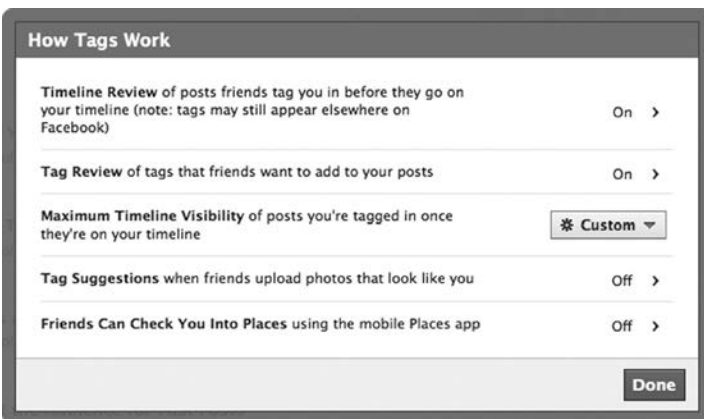 How Tags Work
Timeline Review of posts friends tag you in before they go on
your timeline (note: tags may still appear elsewhere on
Facebook)
On
Tag Review of tags that friends want to add to your posts
On
Maximum Timeline Visibility of posts you're tagged in once
they're on your timeline
Custom
Tag Suggestions when friends upload photos that look like you
Off
Friends Can Check You Into Places using the mobile Places app
Off
Done